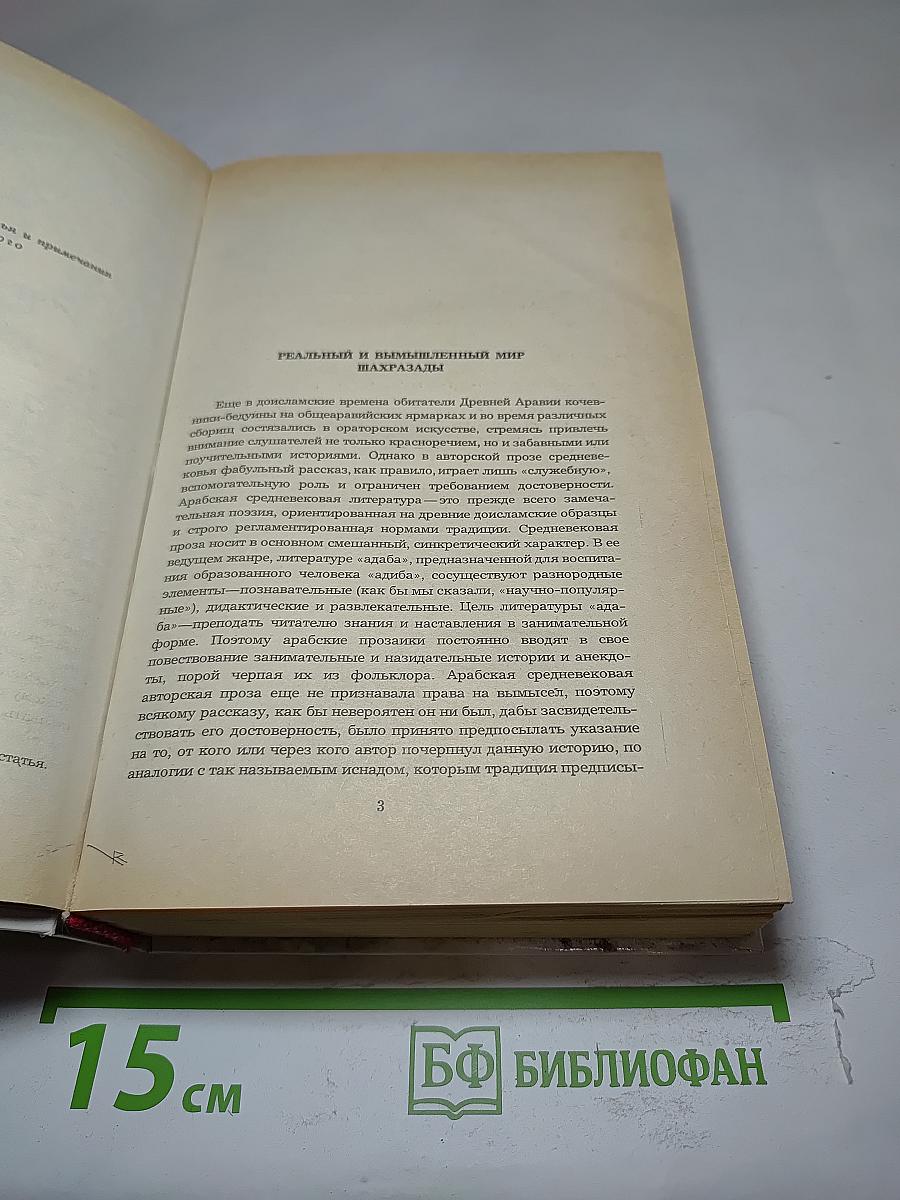 тья и примечания
ого
статья.
РЕАЛЬНЫЙ И ВЫМЫШЛЕННЫЙ МИР
ШАХРАЗАДЫ
Еще в доисламские времена обитатели Древней Аравии кочев-
ники-бедуины на общеаравийских ярмарках и во время различных
сборищ состязались в ораторском искусстве, стремясь привлечь
внимание слушателей не только красноречием, но и забавными или
поучительными историями. Однако в авторской прозе средневе-
ковья фабульный рассказ, как правило, играет лишь «служебную»,
вспомогательную роль и ограничен требованием достоверности.
Арабская средневековая литература—это прежде всего замеча-
тельная поэзия, ориентированная на древние доисламские образцы
и строго регламентированная нормами традиции. Средневековая
проза носит в основном смешанный, синкретический характер. В ее
ведущем жанре, литературе «адаба», предназначенной для воспита-
ния образованного человека «адиба», сосуществуют разнородные
элементы—познавательные (как бы мы сказали, «научно-популяр-
ные»), дидактические и развлекательные. Цель литературы «ада-
ба»—преподать читателю знания и наставления в занимательной
форме. Поэтому арабские прозаики постоянно вводят в свое
повествование занимательные и назидательные истории и анекдо-
ты, порой черпая их из фольклора. Арабская средневековая
авторская проза еще не признавала права на вымысел, поэтому
всякому рассказу, как бы невероятен он ни был, дабы засвидетель-
ствовать его достоверность, было принято предпосылать указание
на то, от кого или через кого автор почерпнул данную историю, по
аналогии с так называемым иснадом, которым традиция предписы-
3
15 см
БФ БИБЛИОФАН